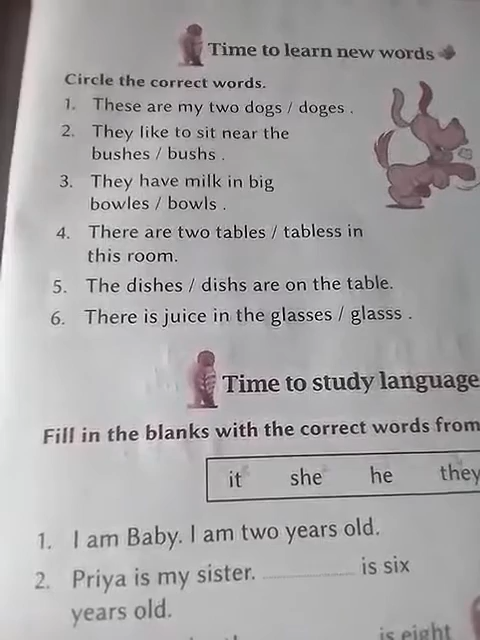 Time to learn new words
Circle the correct words.
1. These are my two dogs / doges .
2. They like to sit near the
bushes / bushs .
3. They have milk in big
bowles / bowls .
4. There are two tables / tabless in
this room.
5. The dishes / dishs are on the table.
6. There is juice in the glasses / glasss .
Time to study language
Fill in the blanks with the correct words from
it she he they
1. I am Baby. I am two years old.
2. Priya is my sister. ............ is six
years old.
is eight